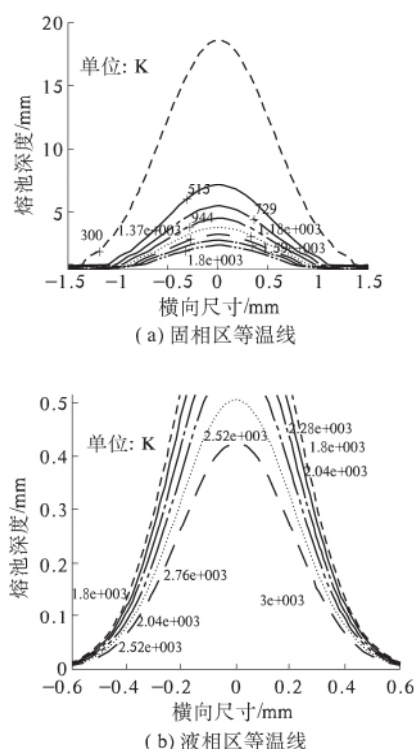 20
单位: K
15
熔池深度/mm
10
515
729
5
944
1.37e+003
1.18e+003
300
1.59e+003
1.8e+003
−1.5 −1.0 −0.5 0 0.5 1.0 1.5
横向尺寸/mm
( a ) 固相区等温线
0.5
2.28e+003
单位: K
2.52e+003
1.8e+003
0.4
2.04e+003
熔池深度/mm
0.3
0.2
2.76e+003
1.8e+003
3e+003
0.1
2.04e+003
2.52e+003
0
−0.6 −0.4 −0.2 0 0.2 0.4 0.6
横向尺寸/mm
( b ) 液相区等温线